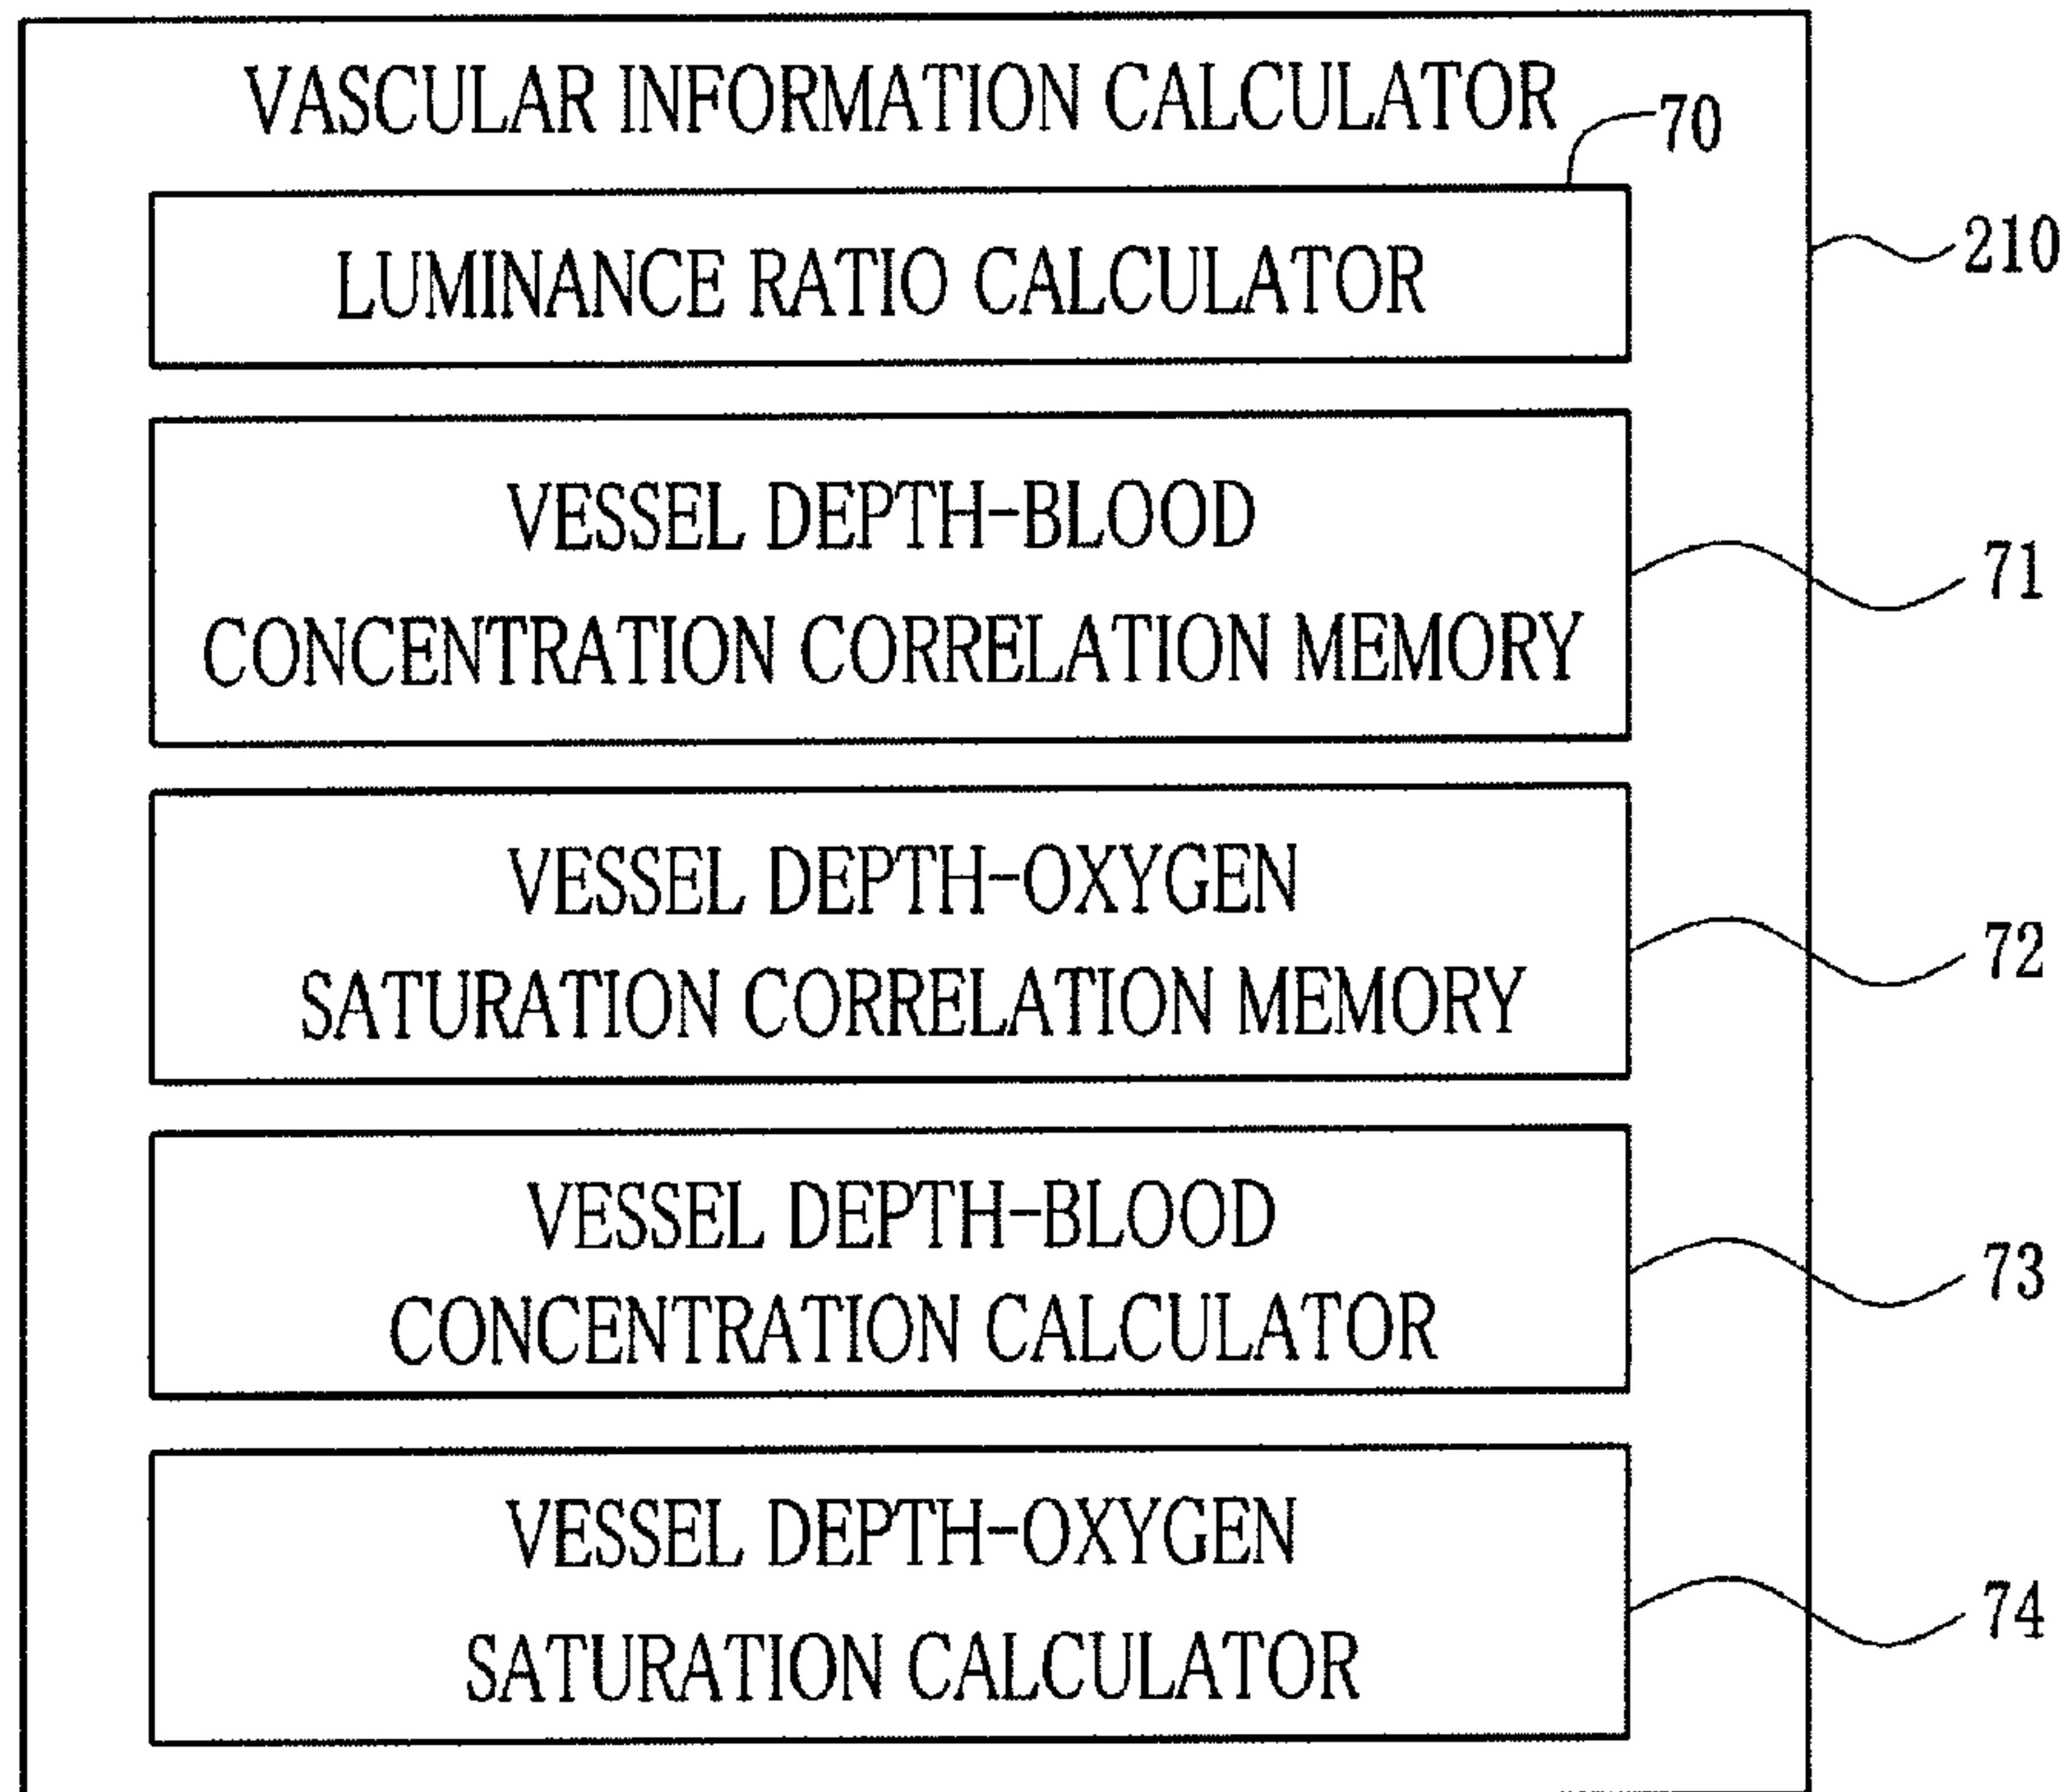 VASCULAR INFORMATION CALCULATOR
70
LUMINANCE RATIO CALCULATOR
210
VESSEL DEPTH-BLOOD
CONCENTRATION CORRELATION MEMORY
71
VESSEL DEPTH-OXYGEN
SATURATION CORRELATION MEMORY
72
VESSEL DEPTH-BLOOD
CONCENTRATION CALCULATOR
73
VESSEL DEPTH-OXYGEN
SATURATION CALCULATOR
74